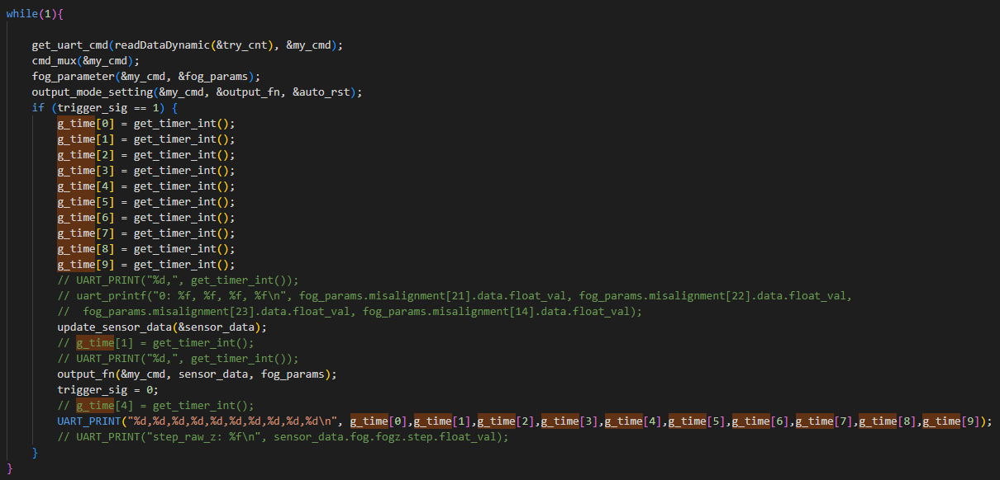 while(1){
get_uart_cmd(readDataDynamic(&try_cnt), &my_cmd);
cmd_mux(&my_cmd);
fog_parameter(&my_cmd, &fog_params);
output_mode_setting(&my_cmd, &output_fn, &auto_rst);
if (trigger_sig == 1) {
g_time[0] = get_timer_int();
g_time[1] = get_timer_int();
g_time[2] = get_timer_int();
g_time[3] = get_timer_int();
g_time[4] = get_timer_int();
g_time[5] = get_timer_int();
g_time[6] = get_timer_int();
g_time[7] = get_timer_int();
g_time[8] = get_timer_int();
g_time[9] = get_timer_int();
// UART_PRINT("%d,", get_timer_int());
// uart_printf("0: %f, %f, %f, %f\n", fog_params.misalignment[21].data.float_val, fog_params.misalignment[22].data.float_val,
//  fog_params.misalignment[23].data.float_val, fog_params.misalignment[14].data.float_val);
update_sensor_data(&sensor_data);
// g_time[1] = get_timer_int();
// UART_PRINT("%d,", get_timer_int());
output_fn(&my_cmd, sensor_data, fog_params);
trigger_sig = 0;
// g_time[4] = get_timer_int();
UART_PRINT("%d,%d,%d,%d,%d,%d,%d,%d,%d,%d\n", g_time[0],g_time[1],g_time[2],g_time[3],g_time[4],g_time[5],g_time[6],g_time[7],g_time[8],g_time[9]);
// UART_PRINT("step_raw_z: %f\n", sensor_data.fog.fogz.step.float_val);
}
}